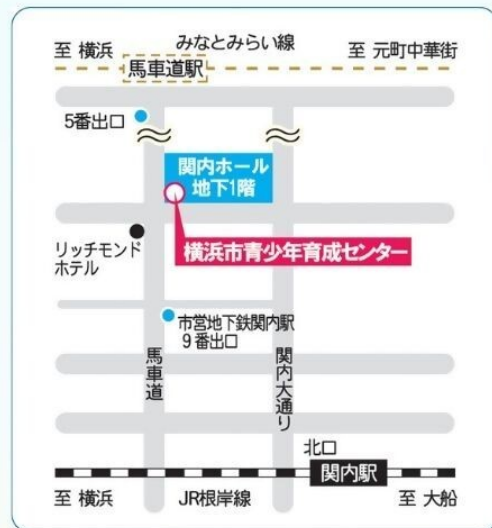 至 横浜
みなとみらい線
至 元町中華街
馬車道駅
5番出口
関内ホール
地下1階
横浜市青少年育成センター
リッチモンド
ホテル
市営地下鉄関内駅
9番出口
馬車道
関内大通り
北口
関内駅
至 横浜
JR根岸線
至 大船